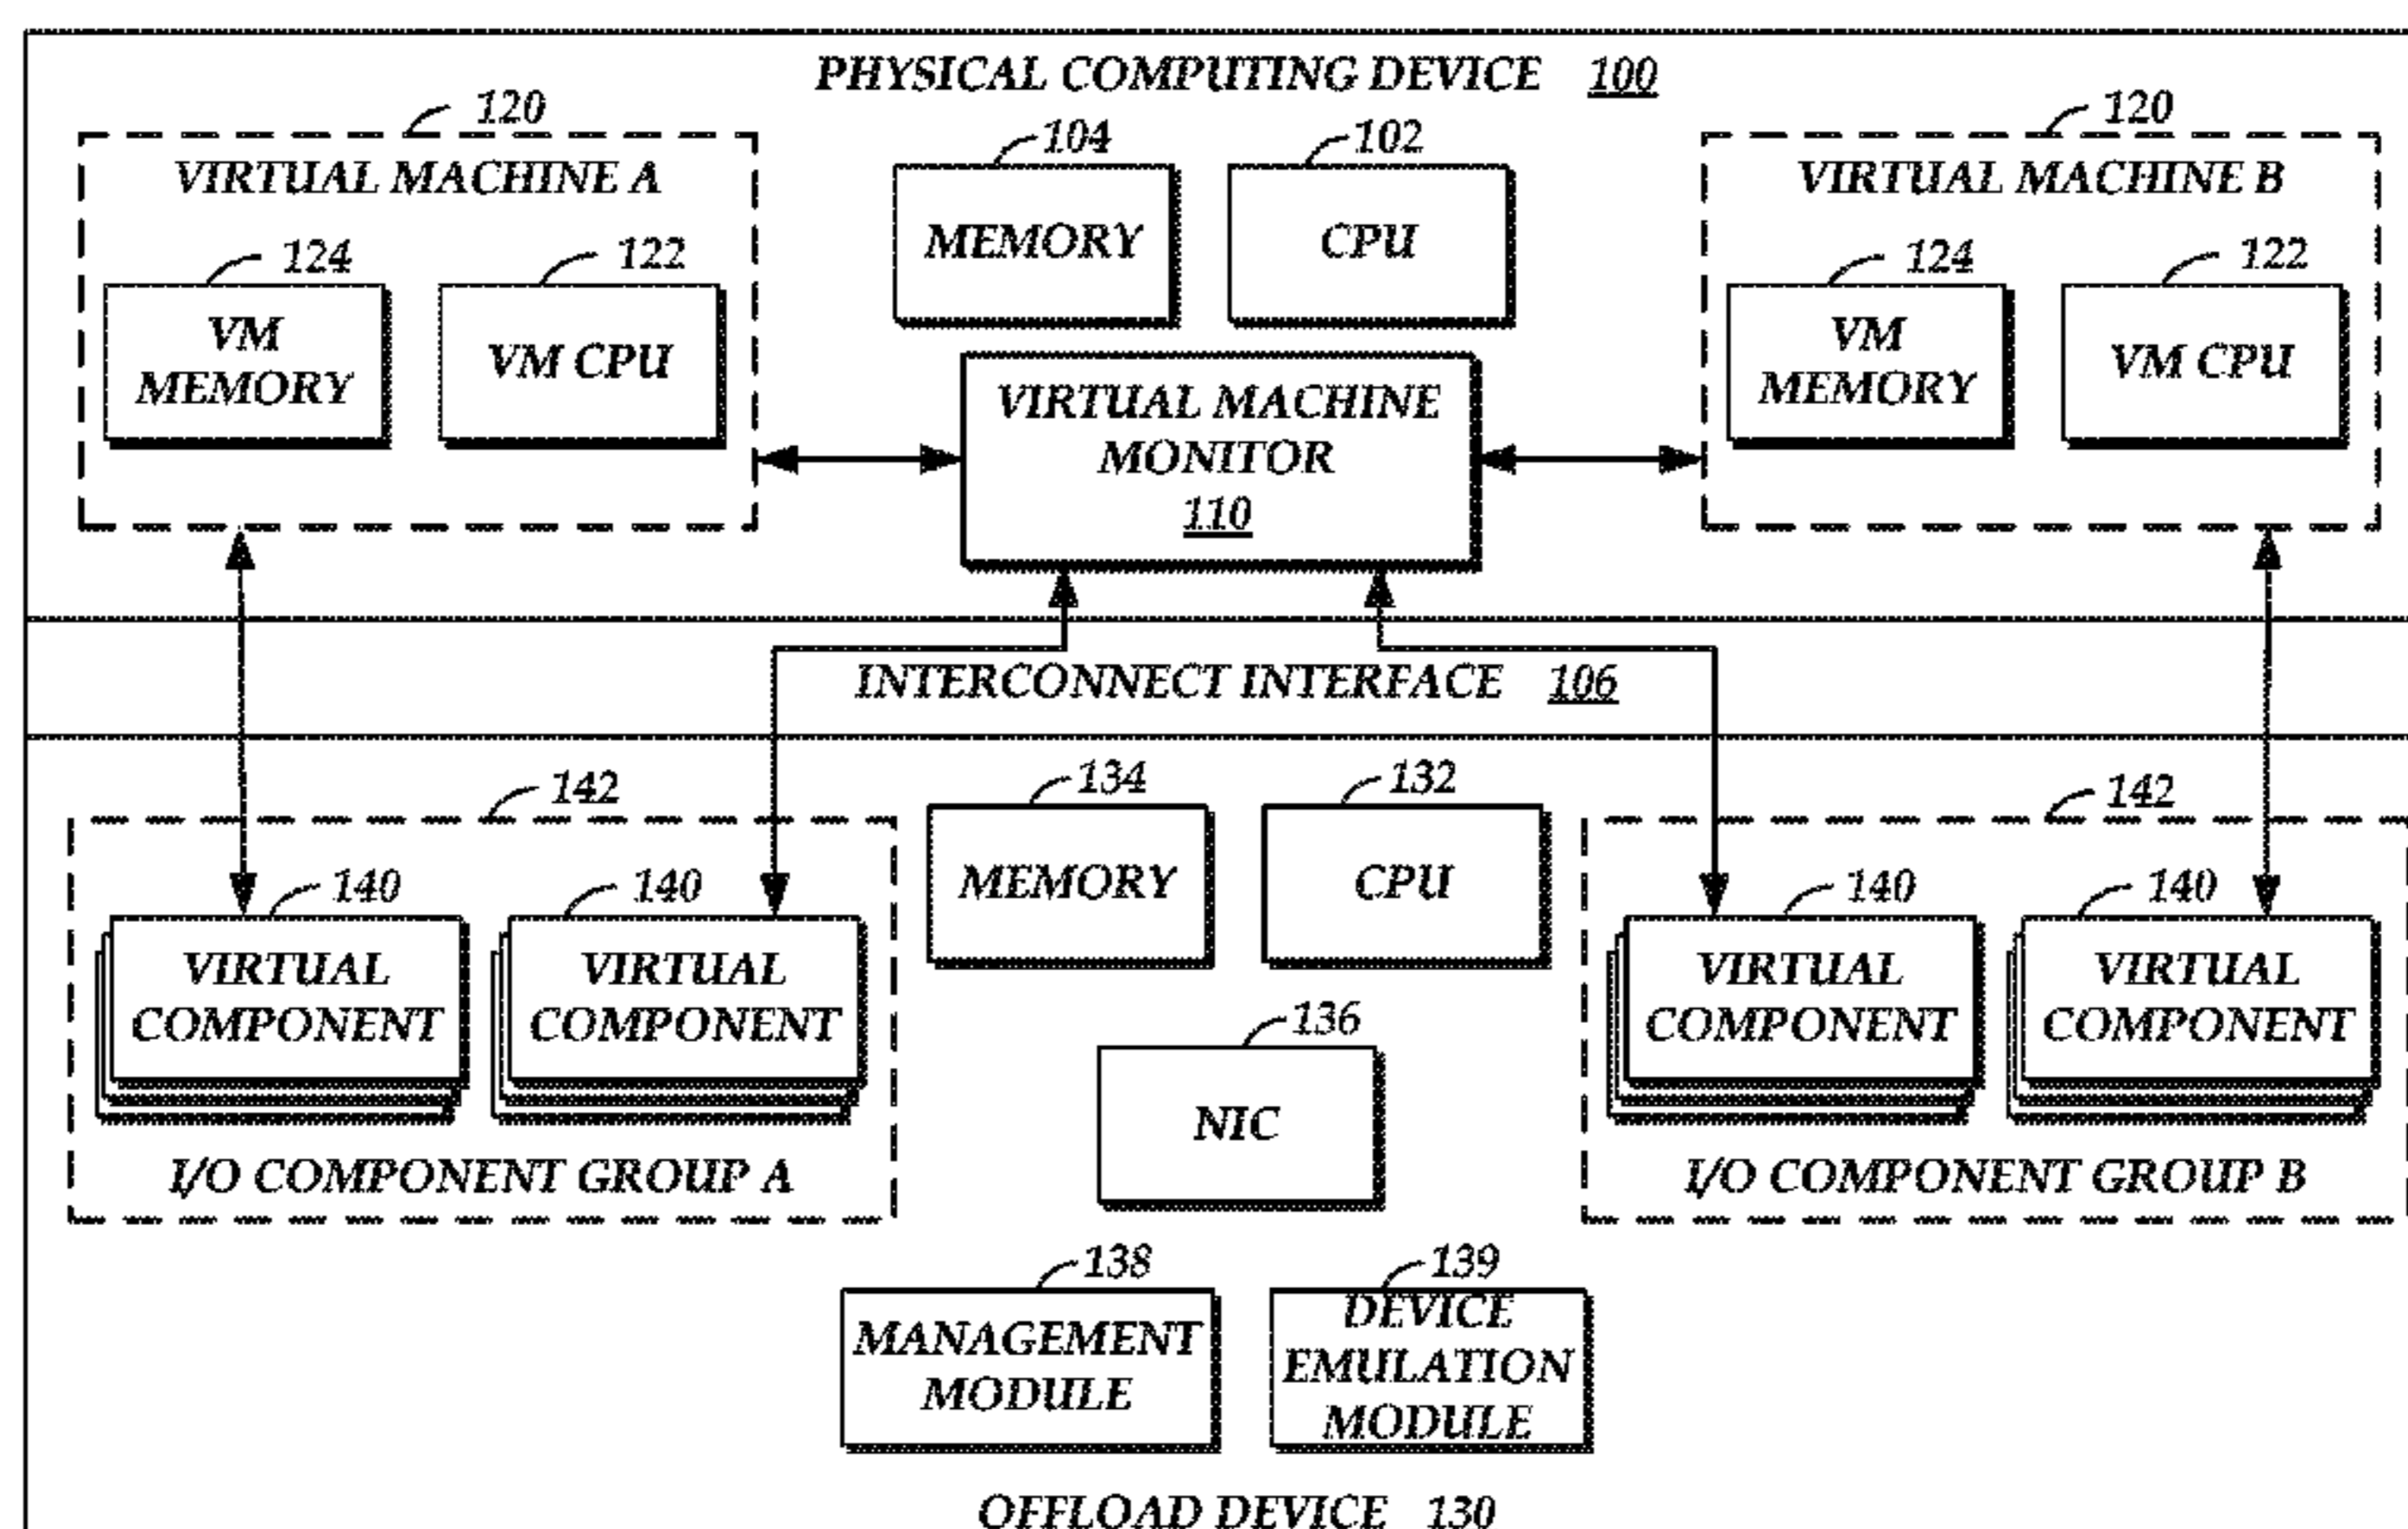 PHYSICAL COMPUTING DEVICE 100
120
VIRTUAL MACHINE A
124
VM
MEMORY
122
VM CPU
104
MEMORY
102
CPU
VIRTUAL MACHINE
MONITOR
110
120
VIRTUAL MACHINE B
124
VM
MEMORY
122
VM CPU
INTERCONNECT INTERFACE 106
142
140
VIRTUAL
COMPONENT
140
VIRTUAL
COMPONENT
I/O COMPONENT GROUP A
134
MEMORY
132
CPU
136
NIC
142
140
VIRTUAL
COMPONENT
140
VIRTUAL
COMPONENT
I/O COMPONENT GROUP B
138
MANAGEMENT
MODULE
139
DEVICE
EMULATION
MODULE
OFFLOAD DEVICE 130